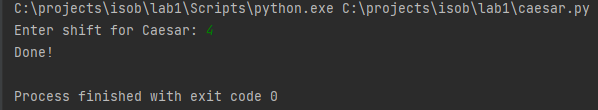 C:\projects\isob\lab1\Scripts\python.exe C:\projects\isob\lab1\caesar.py
Enter shift for Caesar: 4
Done!
Process finished with exit code 0